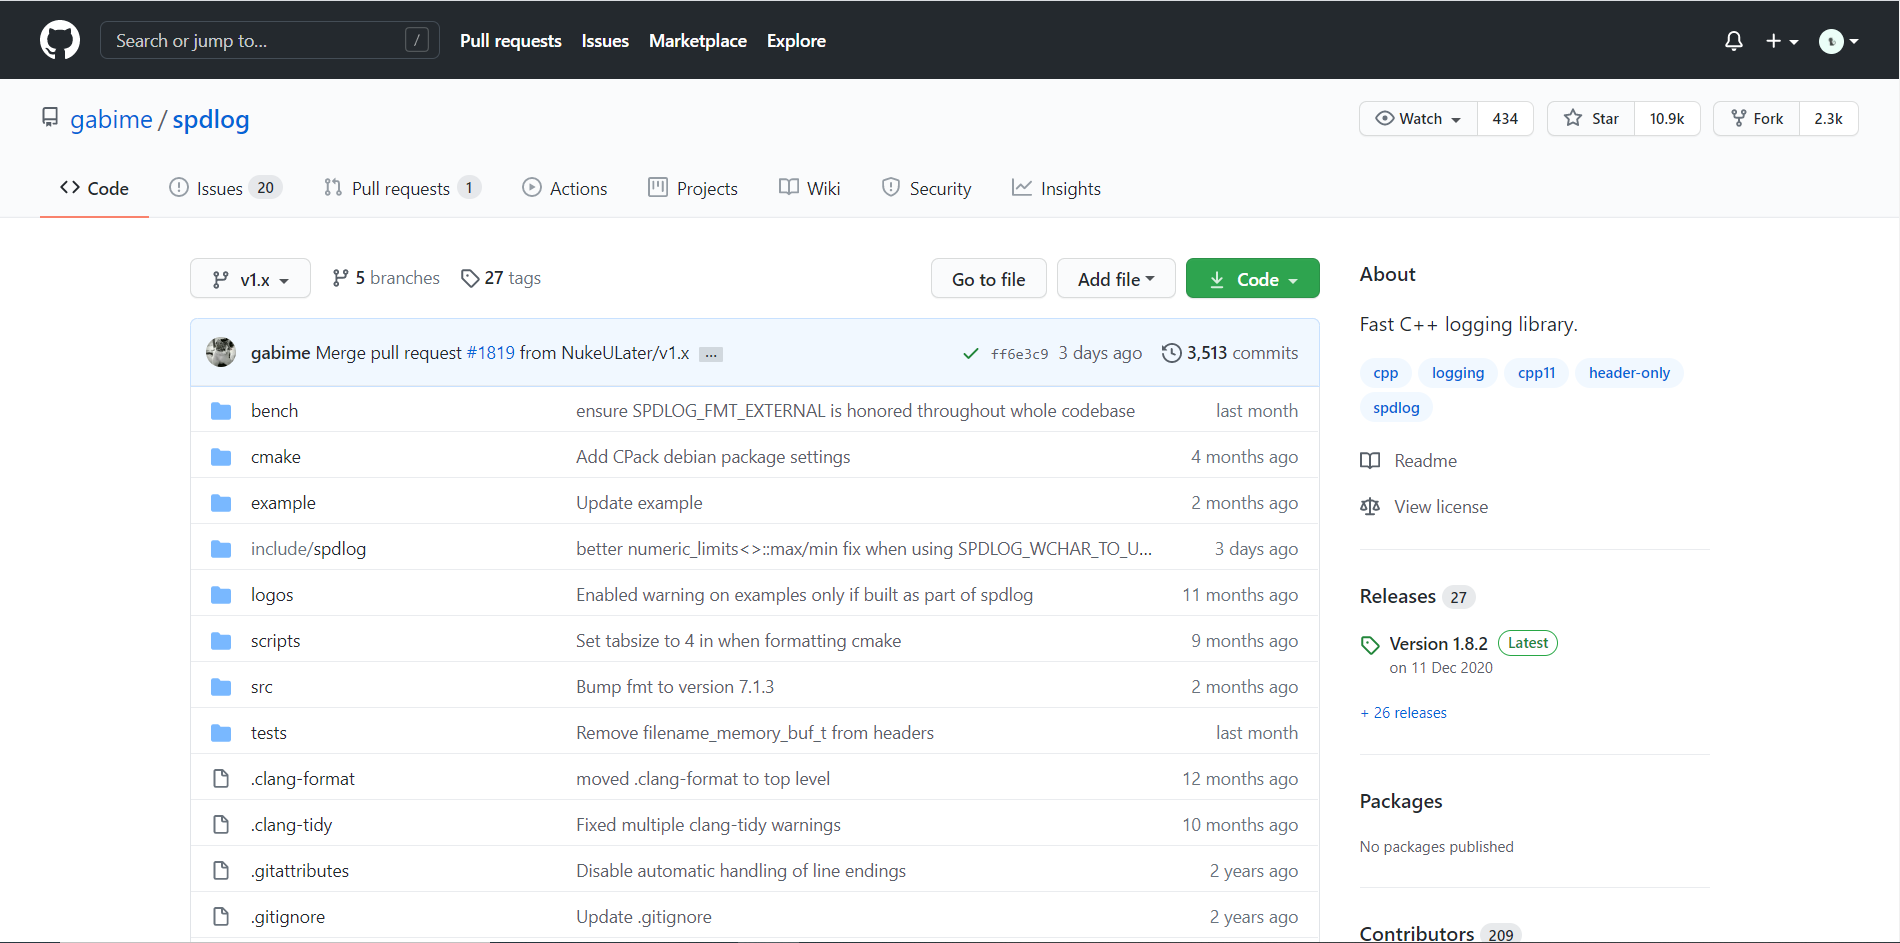 Search or jump to... /
Pull requests Issues Marketplace Explore
gabime / spdlog
Watch 434 Star 10.9k Fork 2.3k
Code Issues 20 Pull requests 1 Actions Projects Wiki Security Insights
v1.x 5 branches 27 tags Go to file Add file Code
gabime Merge pull request #1819 from NukeULater/v1.x ... ff6e3c9 3 days ago 3,513 commits
bench ensure SPDLOG_FMT_EXTERNAL is honored throughout whole codebase last month
cmake Add CPack debian package settings 4 months ago
example Update example 2 months ago
include/spdlog better numeric_limits<>::max/min fix when using SPDLOG_WCHAR_TO_U... 3 days ago
logos Enabled warning on examples only if built as part of spdlog 11 months ago
scripts Set tabsize to 4 in when formatting cmake 9 months ago
src Bump fmt to version 7.1.3 2 months ago
tests Remove filename_memory_buf_t from headers last month
.clang-format moved .clang-format to top level 12 months ago
.clang-tidy Fixed multiple clang-tidy warnings 10 months ago
.gitattributes Disable automatic handling of line endings 2 years ago
.gitignore Update .gitignore 2 years ago
About
Fast C++ logging library.
cpp logging cpp11 header-only
spdlog
Readme
View license
Releases 27
Version 1.8.2 Latest
on 11 Dec 2020
+ 26 releases
Packages
No packages published
Contributors 209